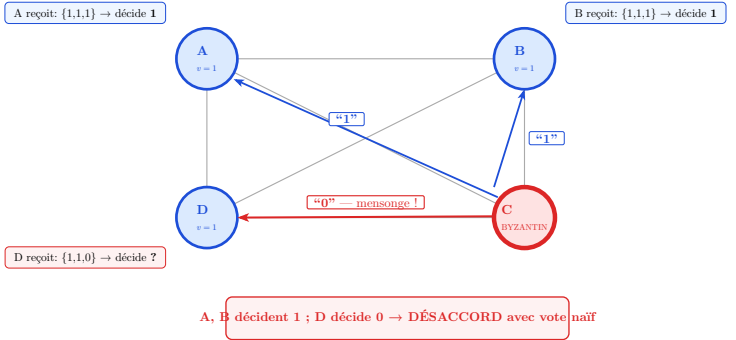 A reçoit: {1,1,1} → décide 1
B reçoit: {1,1,1} → décide 1
A
v = 1
B
v = 1
“1”
“1”
“0” — mensonge !
D
v = 1
C
BYZANTIN
D reçoit: {1,1,0} → décide ?
A, B décident 1 ; D décide 0 → DÉSACCORD avec vote naïf